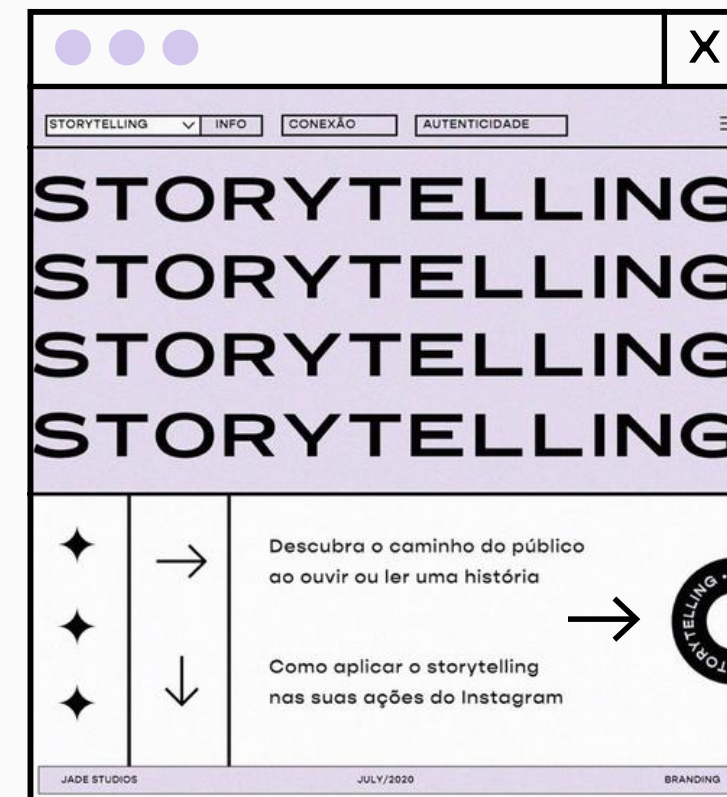 X
STORYTELLING INFO CONEXÃO AUTENTICIDADE
STORYTELLING
STORYTELLING
STORYTELLING
STORYTELLING
Descubra o caminho do público
ao ouvir ou ler uma história
Como aplicar o storytelling
nas suas ações do Instagram
STORYTELLING
JADE STUDIOS JULY/2020 BRANDING